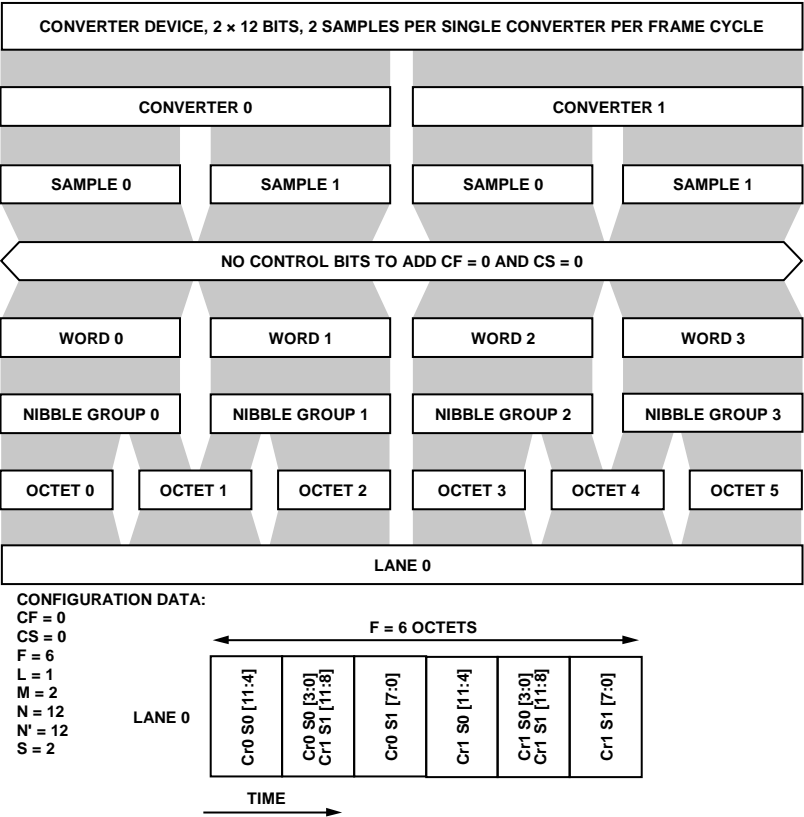 CONVERTER DEVICE, 2 × 12 BITS, 2 SAMPLES PER SINGLE CONVERTER PER FRAME CYCLE
CONVERTER 0
CONVERTER 1
SAMPLE 0
SAMPLE 1
SAMPLE 0
SAMPLE 1
NO CONTROL BITS TO ADD CF = 0 AND CS = 0
WORD 0
WORD 1
WORD 2
WORD 3
NIBBLE GROUP 0
NIBBLE GROUP 1
NIBBLE GROUP 2
NIBBLE GROUP 3
OCTET 0
OCTET 1
OCTET 2
OCTET 3
OCTET 4
OCTET 5
LANE 0
CONFIGURATION DATA:
CF = 0
CS = 0
F = 6
L = 1
M = 2
N = 12
N' = 12
S = 2
F = 6 OCTETS
LANE 0
Cr0 S0 [11:4]
Cr0 S0 [3:0]
Cr1 S1 [11:8]
Cr0 S1 [7:0]
Cr1 S0 [11:4]
Cr1 S0 [3:0]
Cr1 S1 [11:8]
Cr1 S1 [7:0]
TIME